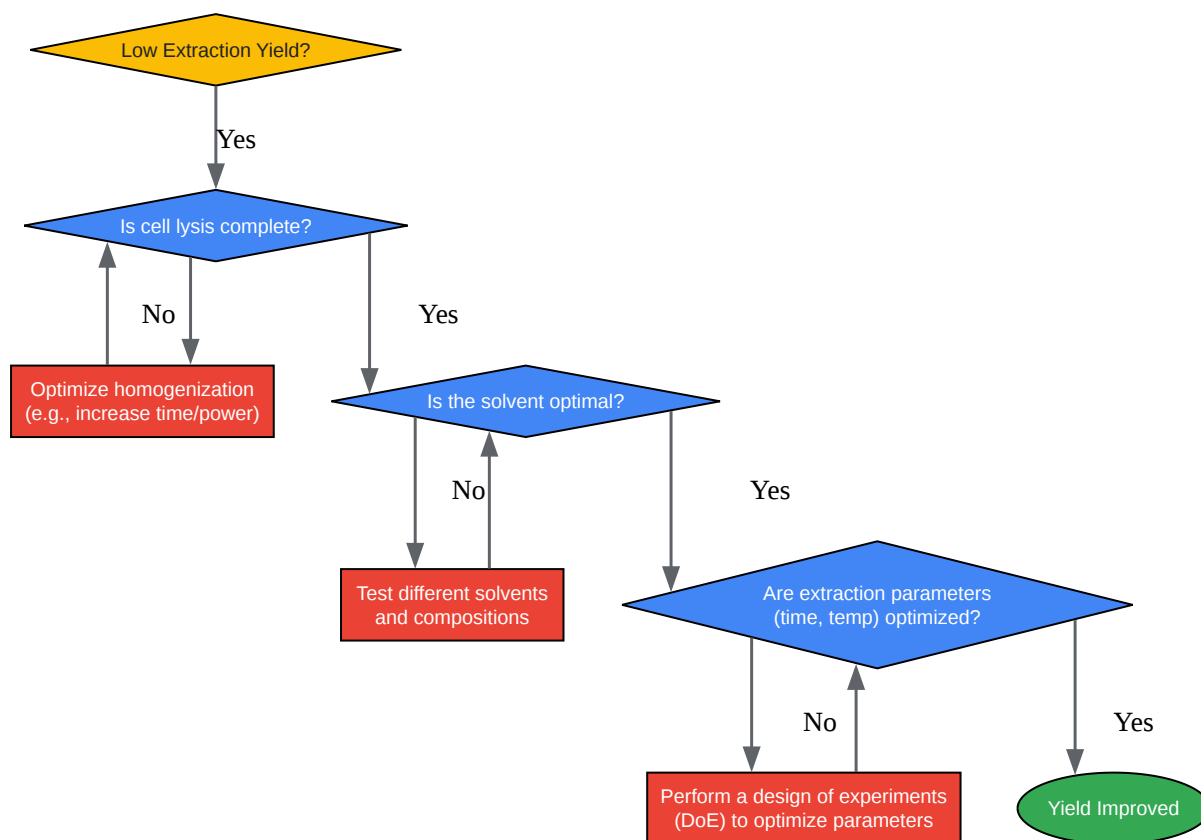 Low Extraction Yield?
Yes
Is cell lysis complete?
No
Yes
Optimize homogenization
(e.g., increase time/power)
Is the solvent optimal?
No
Yes
Test different solvents
and compositions
Are extraction parameters
(time, temp) optimized?
No
Yes
Perform a design of experiments
(DoE) to optimize parameters
Yield Improved